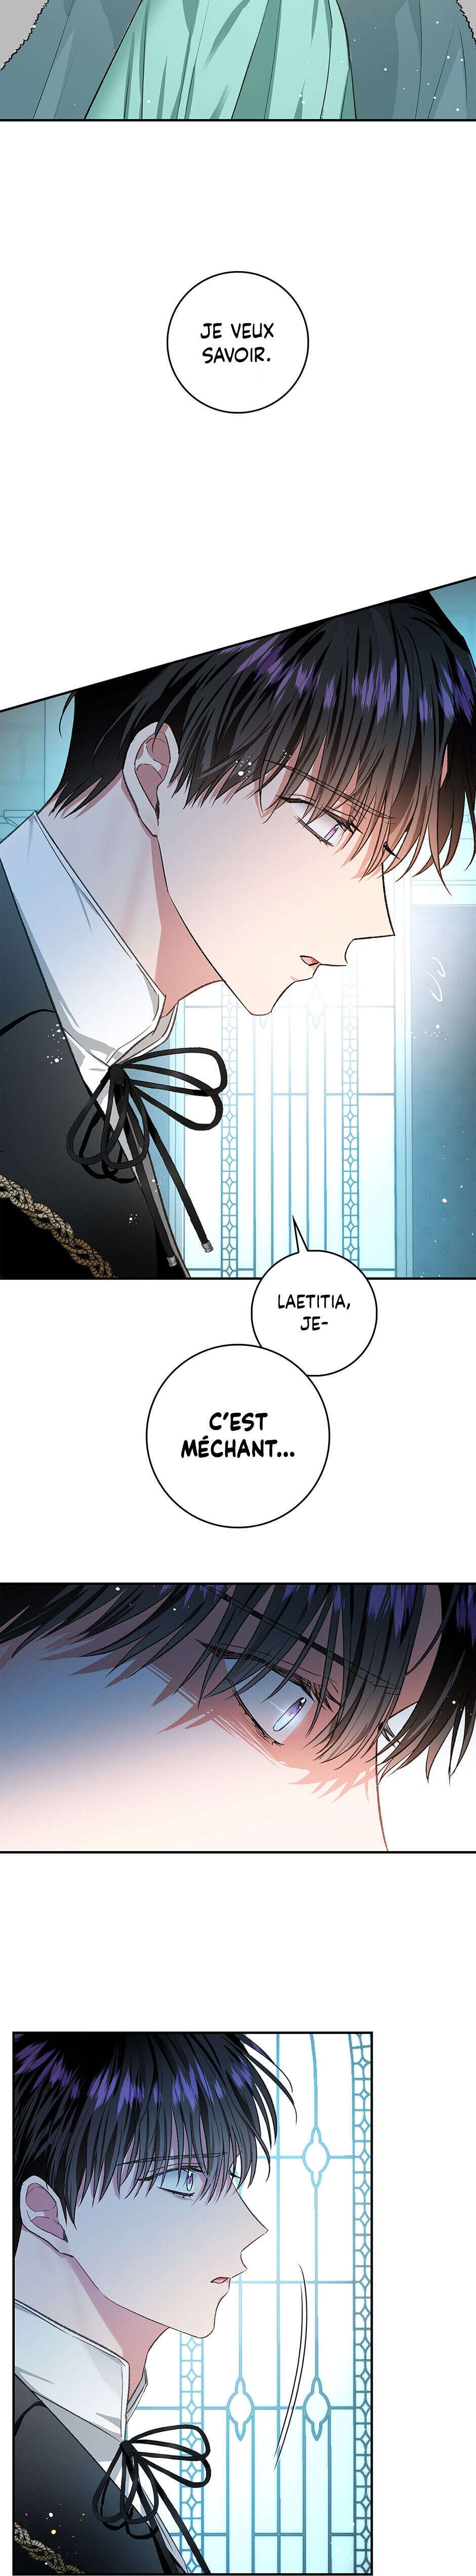 JE VEUX
SAVOIR.
LAETITIA,
JE-
C'EST
MÉCHANT...